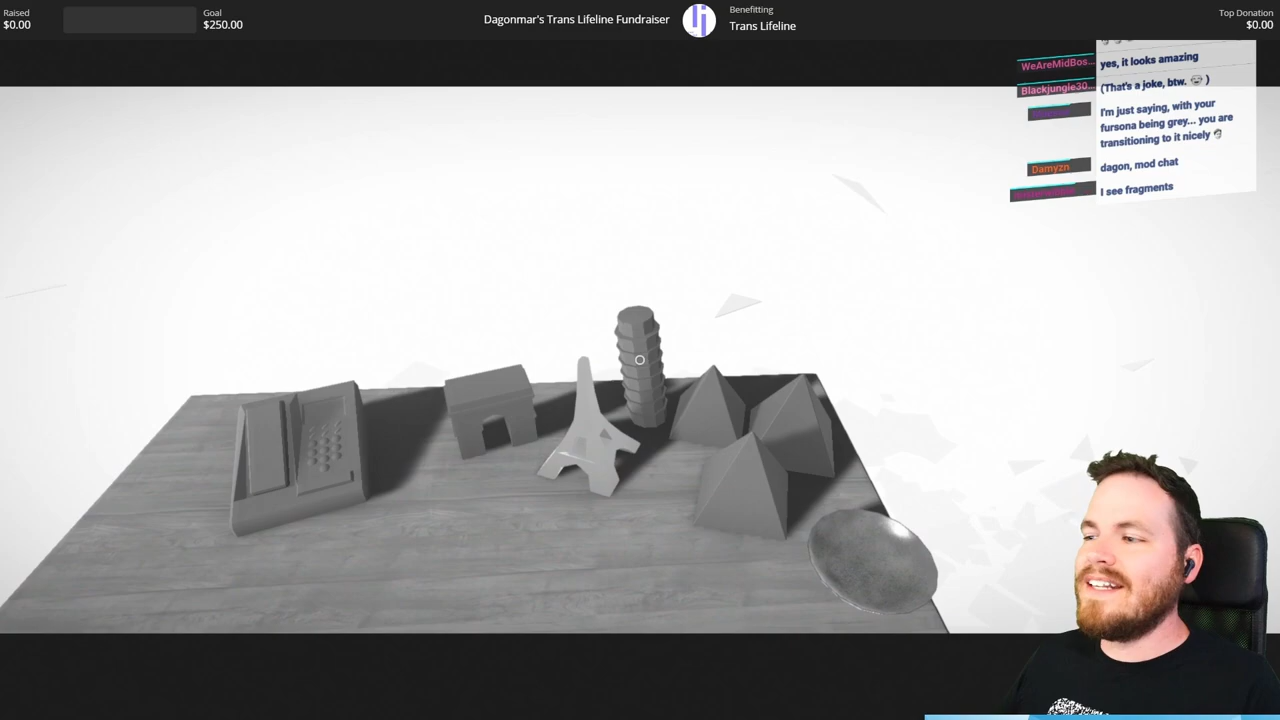 Raised
$0.00
Goal
$250.00
Dagonmar's Trans Lifeline Fundraiser
Benefitting
Trans Lifeline
Top Donation
$0.00
WeAreMidBos...
yes, it looks amazing
Blackjungle30...
(That's a joke, btw. )
I'm just saying, with your
fursona being grey... you are
transitioning to it nicely
Damyzn
dagon, mod chat
I see fragments